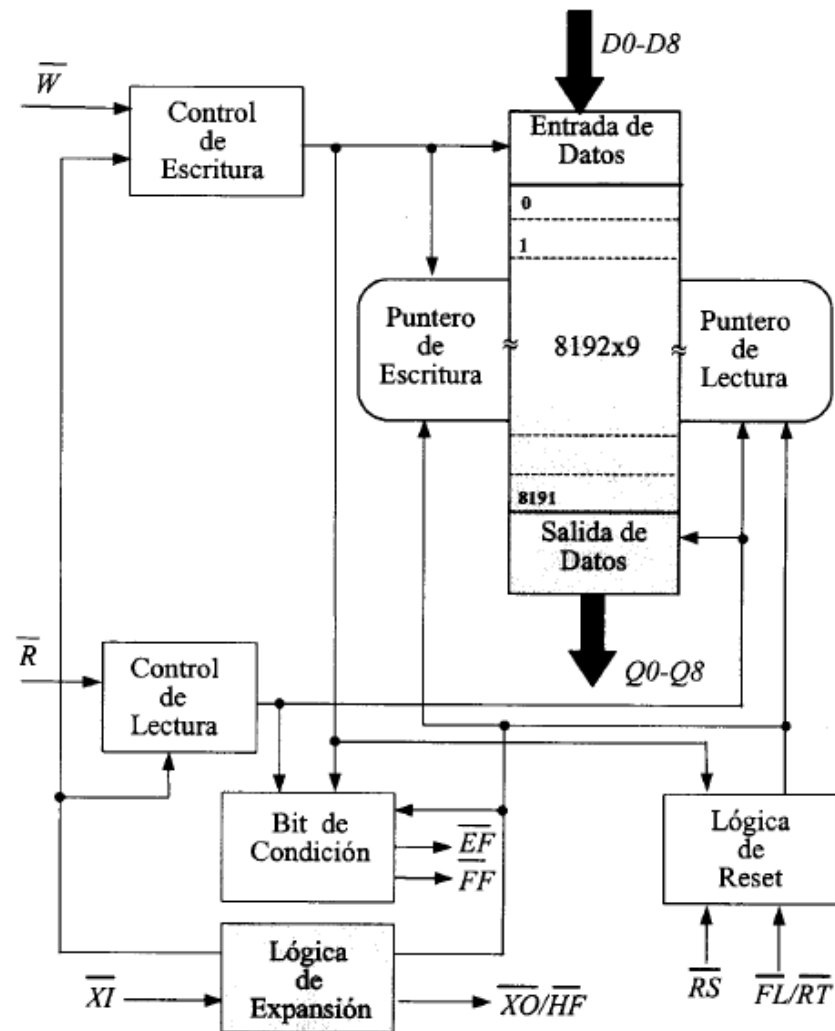 D0-D8
W
Control
de
Escritura
Entrada de
Datos
0
1
Puntero
de
Escritura
≈
8192x9
≈
Puntero
de
Lectura
8191
Salida de
Datos
R
Control
de
Lectura
Q0-Q8
Bit de
Condición
EF
FF
Lógica
de
Reset
Lógica
de
Expansión
XI
XO/HF
RS
FL/RT